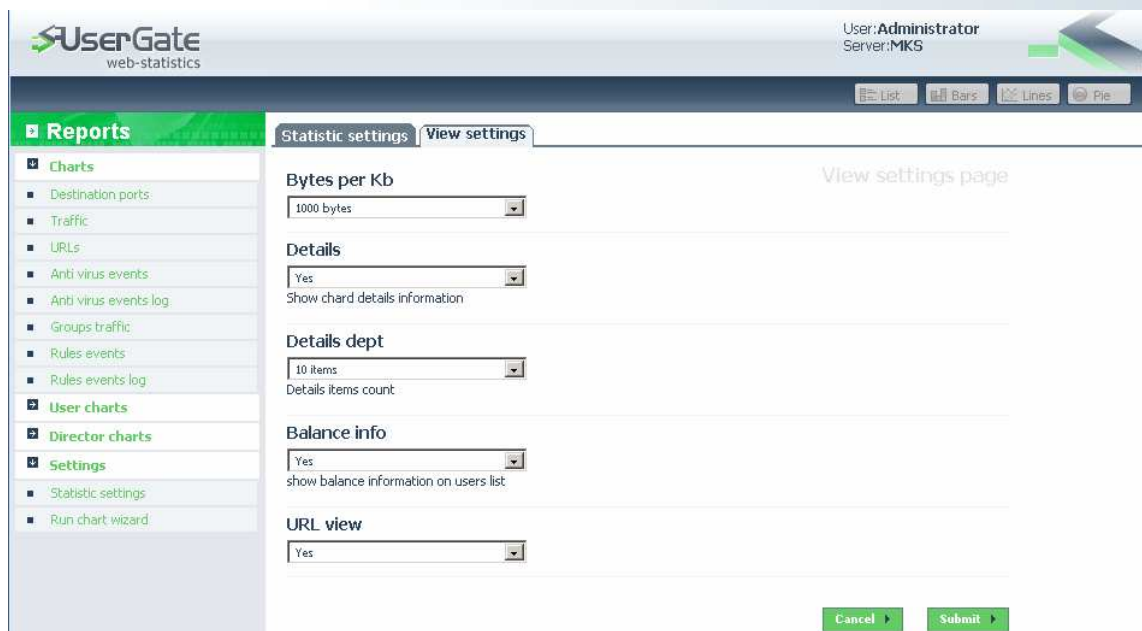 UserGate
web-statistics
User:Administrator
Server:MKS
List
Bars
Lines
Pie
Reports
Charts
Destination ports
Traffic
URLs
Anti virus events
Anti virus events log
Groups traffic
Rules events
Rules events log
User charts
Director charts
Settings
Statistic settings
Run chart wizard
Statistic settings
View settings
View settings page
Bytes per Kb
1000 bytes
Details
Yes
Show chard details information
Details dept
10 items
Details items count
Balance info
Yes
show balance information on users list
URL view
Yes
Cancel
Submit